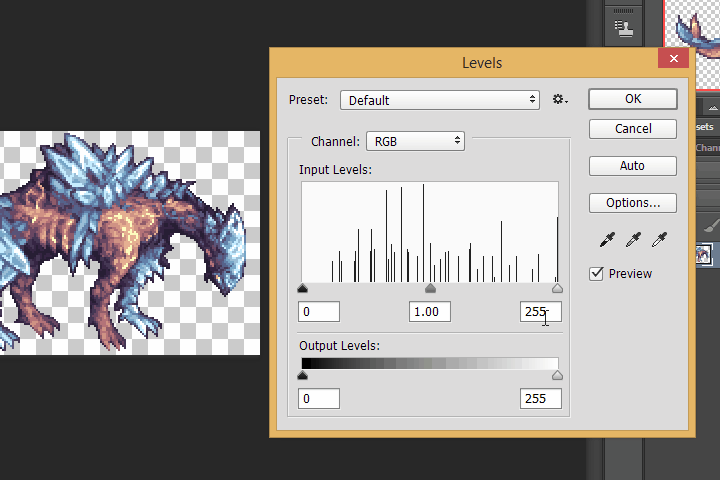 Levels
Preset: Default
OK
Cancel
Auto
Options...
Preview
Channel: RGB
Input Levels:
0 1.00 255
Output Levels:
0 255
sets
Chann